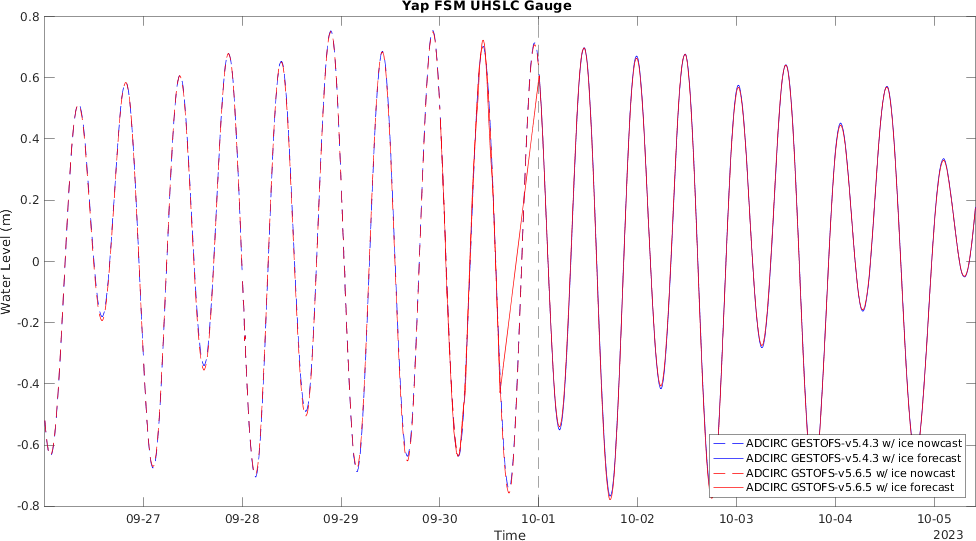 Yap FSM UHSLC Gauge
Water Level (m)
0.8
0.6
0.4
0.2
0
-0.2
-0.4
-0.6
-0.8
ADCIRC GESTOFS-v5.4.3 w/ ice nowcast
ADCIRC GESTOFS-v5.4.3 w/ ice forecast
ADCIRC GSTOFS-v5.6.5 w/ ice nowcast
ADCIRC GSTOFS-v5.6.5 w/ ice forecast
09-27 09-28 09-29 09-30 10-01 10-02 10-03 10-04 10-05
Time
2023